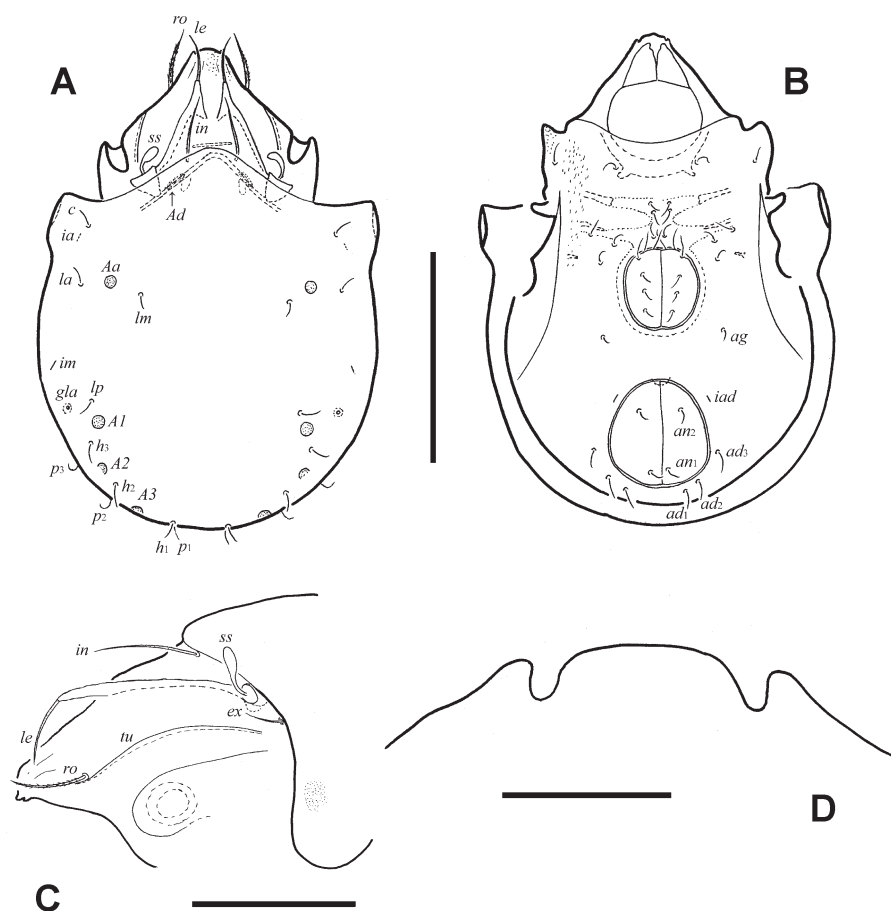 ro
le
A
B
ss
in
c
Ad
ia
Aa
la
lm
ag
im
gla
lp
A1
iad
an2
h3
A2
ad3
p3
an1
h2
A3
p2
ad2
ad1
h1
p1
ss
in
ex
le
tu
ro
D
C